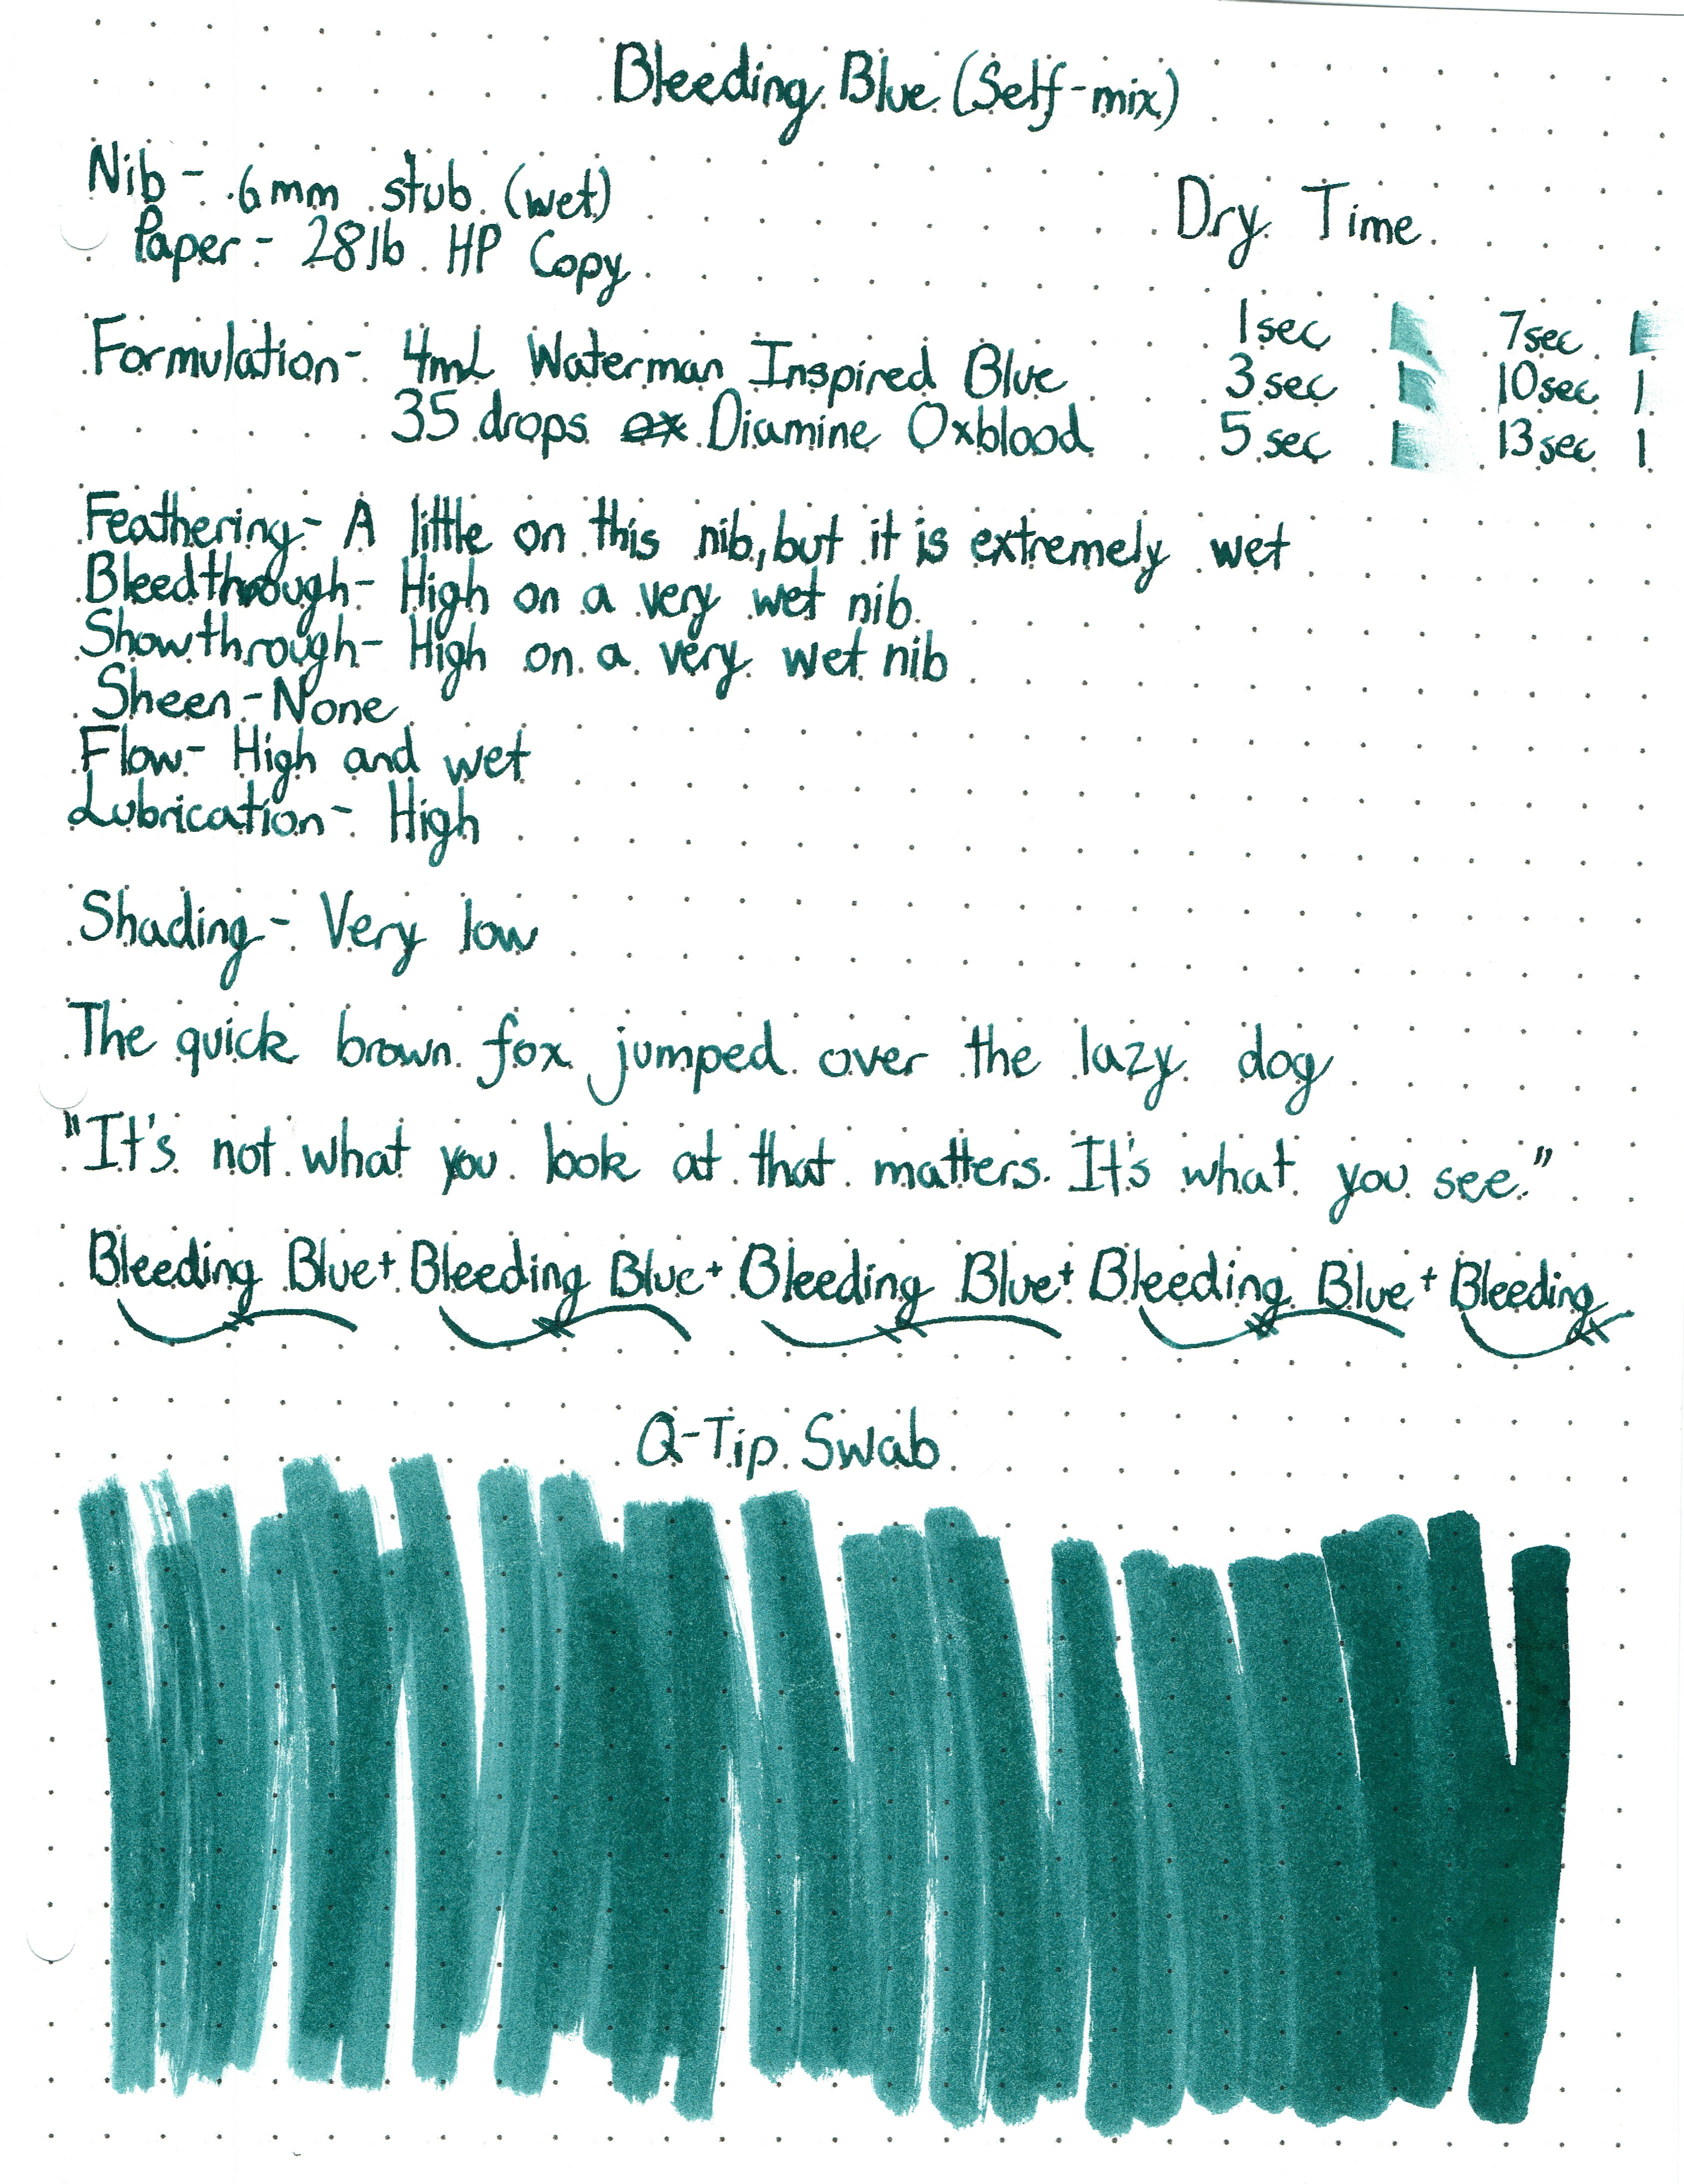 Bleeding Blue (Self-mix)
Nib - .6mm stub (wet)
Paper - 28lb HP Copy
Dry Time
1sec 7sec
3sec 10sec
5sec 13sec
Formulation - 4mL Waterman Inspired Blue
35 drops ox Diamine Oxblood
Feathering - A little on this nib, but it is extremely wet
Bleedthrough - High on a very wet nib
Showthrough - High on a very wet nib
Sheen - None
Flow - High and wet
Lubrication - High
Shading - Very low
The quick brown fox jumped over the lazy dog
"It's not what you look at that matters. It's what you see."
Bleeding Blue + Bleeding Blue + Bleeding Blue + Bleeding Blue + Bleeding
Q-Tip Swab